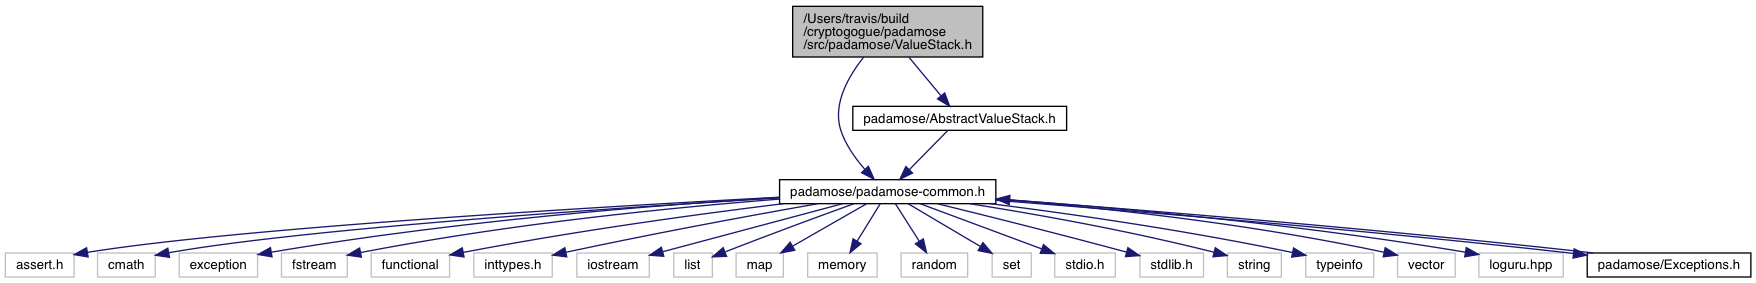 /Users/travis/build
/cryptogogue/padamose
/src/padamose/ValueStack.h
padamose/AbstractValueStack.h
padamose/padamose-common.h
assert.h
cmath
exception
fstream
functional
inttypes.h
iostream
list
map
memory
random
set
stdio.h
stdlib.h
string
typeinfo
vector
loguru.hpp
padamose/Exceptions.h